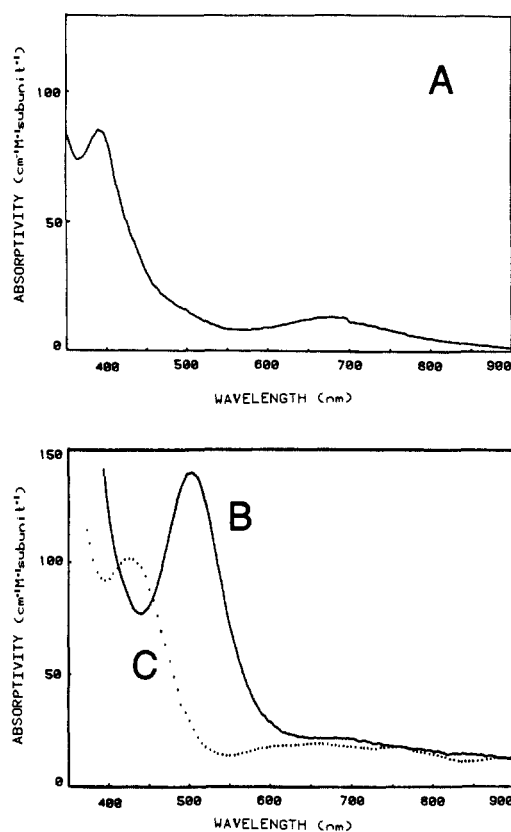 A
ABSORPTIVITY (cm⁻¹M⁻¹subunit⁻¹)
100
50
0
400 500 600 700 800 900
WAVELENGTH (nm)
B
C
ABSORPTIVITY (cm⁻¹M⁻¹subunit⁻¹)
150
100
50
0
400 500 600 700 800 900
WAVELENGTH (nm)